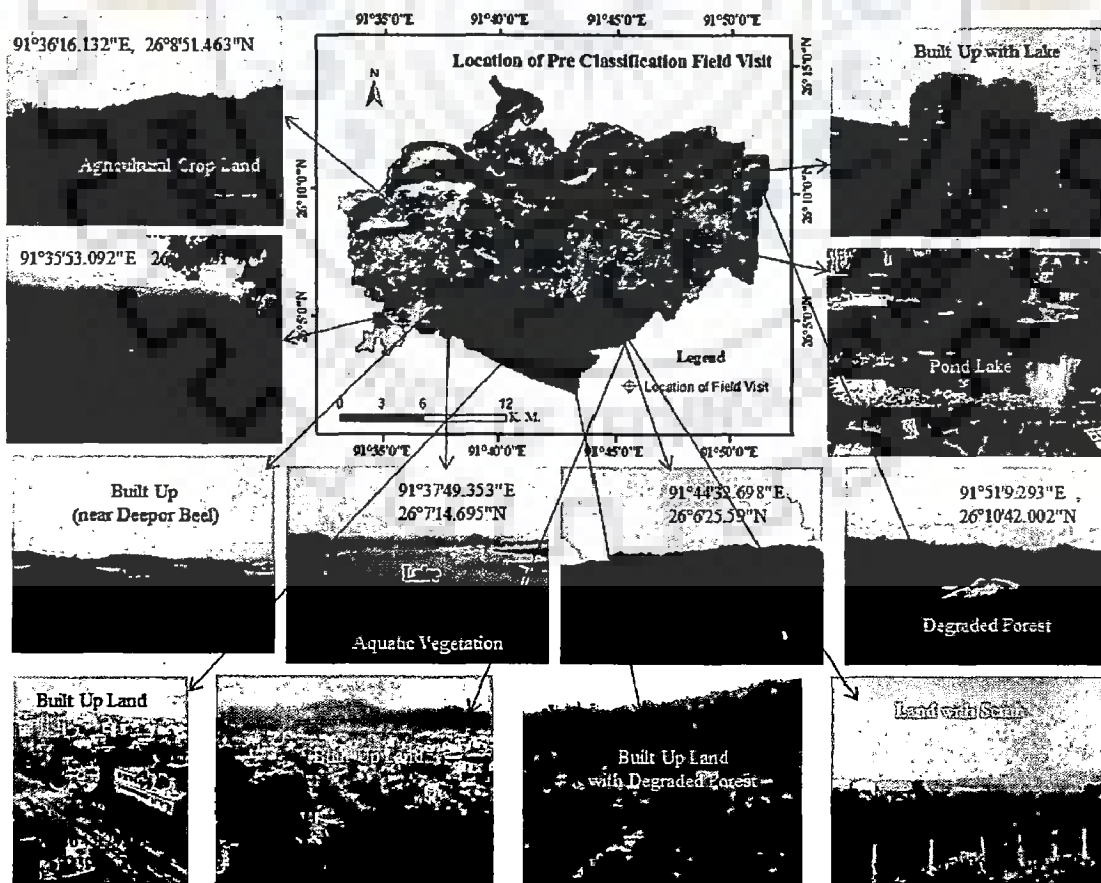 91°35'0"E 91°40'0"E 91°45'0"E 91°50'0"E
91°36'16.132"E, 26°8'51.463"N
Agricultural Crop Land
Location of Pre Classification Field Visit
N
Built Up with Lake
26°15'0"N
26°10'0"N
26°10'0"N
91°35'53.092"E
26°5'0"N
26°5'0"N
Pond Lake
Legend
Location of Field Visit
0 3 6 12
K. M.
91°35'0"E 91°40'0"E 91°45'0"E 91°50'0"E
Built Up
(near Deepor Beel)
91°37'49.353"E
26°7'14.695"N
Aquatic Vegetation
91°44'32.698"E
26°6'25.59"N
91°51'9.293"E
26°10'42.002"N
Degraded Forest
Built Up Land
Built Up Land
Built Up Land
with Degraded Forest
Land with